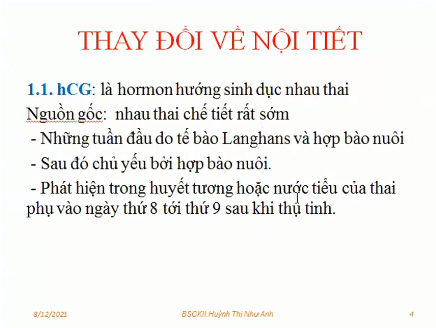 THAY ĐỔI VỀ NỘI TIẾT
1.1. hCG: là hormon hướng sinh dục nhau thai
Nguồn gốc: nhau thai chế tiết rất sớm
- Những tuần đầu do tế bào Langhans và hợp bào nuôi
- Sau đó chủ yếu bởi hợp bào nuôi.
- Phát hiện trong huyết tương hoặc nước tiểu của thai
phụ vào ngày thứ 8 tới thứ 9 sau khi thụ tinh.
8/12/2021
BSCKII.Huỳnh Thị Như Anh
4